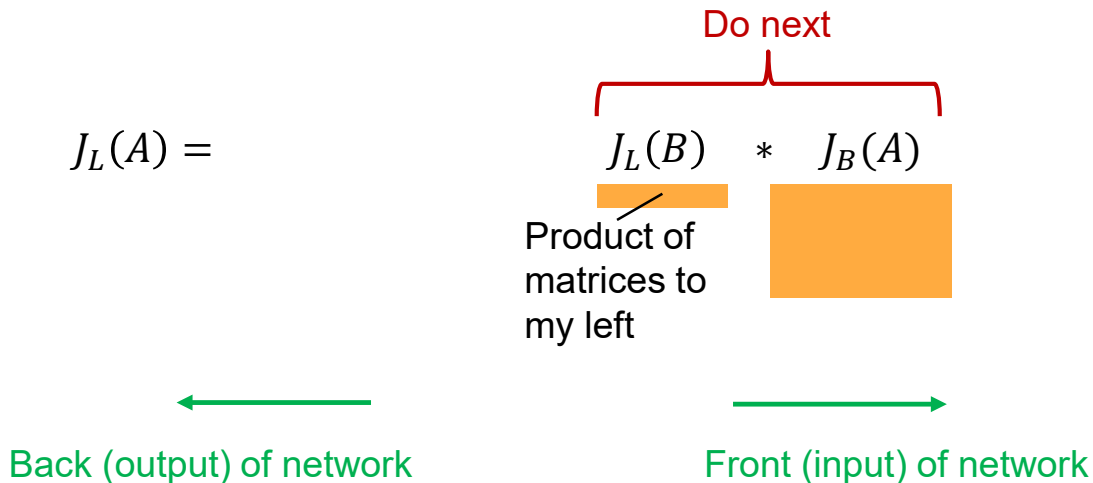 Do next
J_L(A) = J_L(B) * J_B(A)
Product of
matrices to
my left
Back (output) of network
Front (input) of network